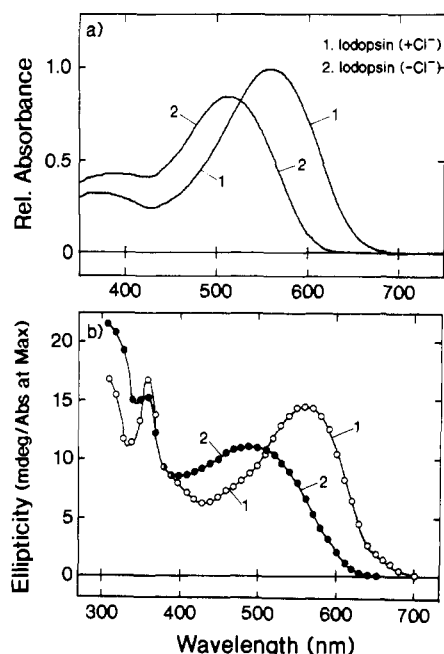 a)
1. Iodopsin (+Cl⁻)
2. Iodopsin (-Cl⁻)
Rel. Absorbance
1.0
0.5
0
2
1
1
2
400 500 600 700
b)
Ellipticity (mdeg/Abs at Max)
20
15
10
5
0
2
1
1
2
300 400 500 600 700
Wavelength (nm)